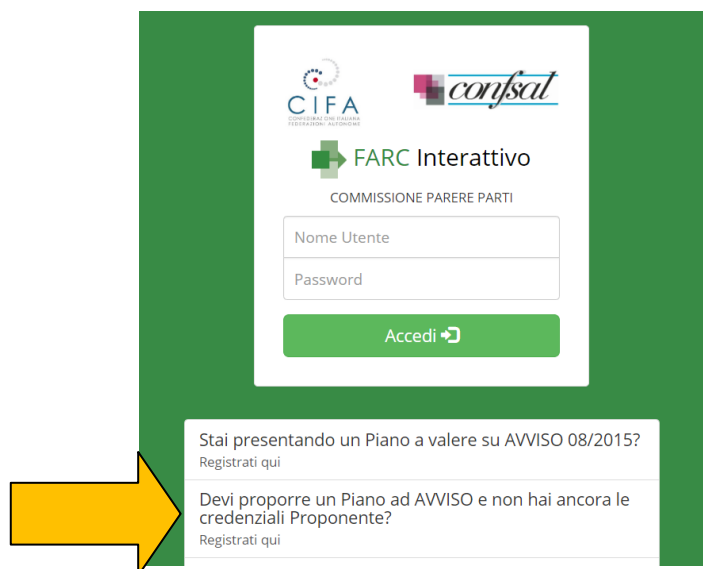 CIFA
CONFEDERAZIONE ITALIANA
FEDERAZIONI AUTONOME
confsal
FARC Interattivo
COMMISSIONE PARERE PARTI
Nome Utente
Password
Accedi
Stai presentando un Piano a valere su AVVISO 08/2015?
Registrati qui
Devi proporre un Piano ad AVVISO e non hai ancora le
credenziali Proponente?
Registrati qui